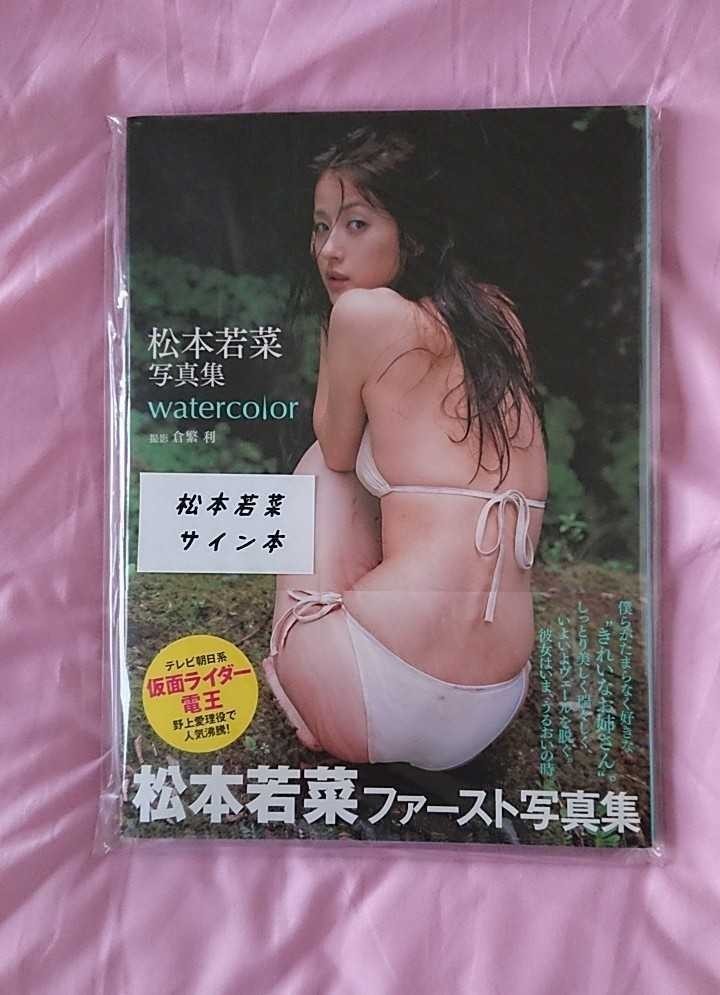 松本若菜
写真集
watercolor
撮影 倉繁 利
松本若菜
サイン本
僕らがたまらなく好きな
“きれいなお姉さん”。
しっとり美しく瑞々しく、
いよいよヴェールを脱ぐ。
彼女はいま、うるおいの時
テレビ朝日系
仮面ライダー
電王
野上愛理役で
人気沸騰!
松本若菜ファースト写真集